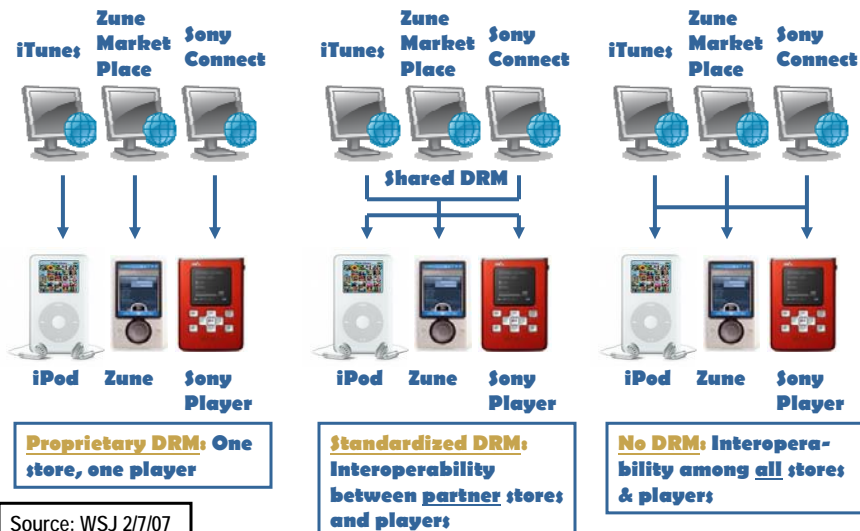 iTunes
Zune
Market
Place
Sony
Connect
iPod
Zune
Sony
Player
Proprietary DRM: One
store, one player
iTunes
Zune
Market
Place
Sony
Connect
Shared DRM
iPod
Zune
Sony
Player
Standardized DRM:
Interoperability
between partner stores
and players
iTunes
Zune
Market
Place
Sony
Connect
iPod
Zune
Sony
Player
No DRM: Interopera-
bility among all stores
& players
Source: WSJ 2/7/07